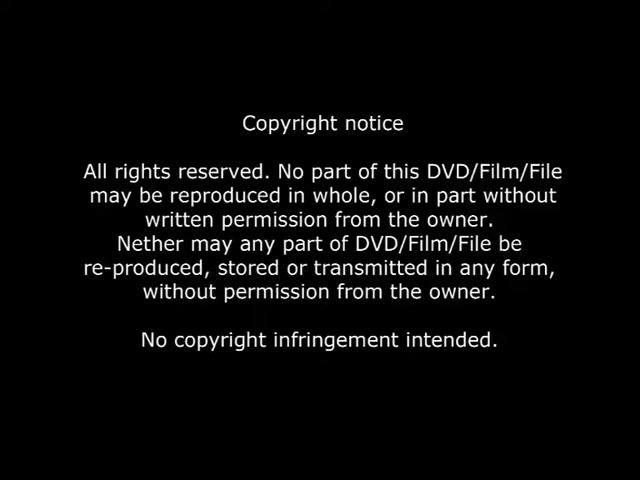 Copyright notice
All rights reserved. No part of this DVD/Film/File
may be reproduced in whole, or in part without
written permission from the owner.
Nether may any part of DVD/Film/File be
re-produced, stored or transmitted in any form,
without permission from the owner.
No copyright infringement intended.